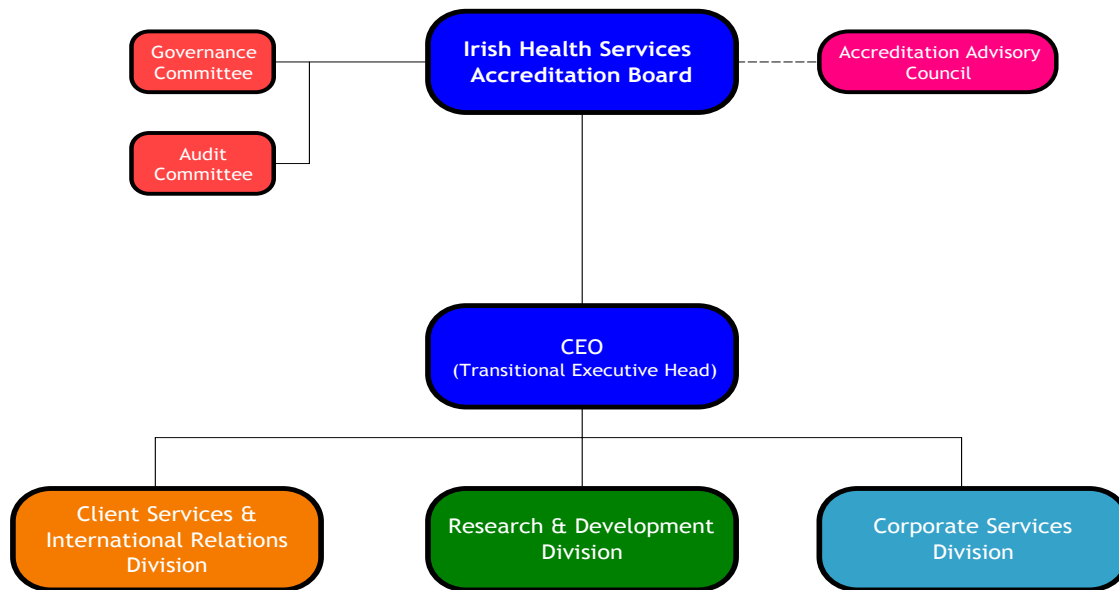 Governance
Committee
Irish Health Services
Accreditation Board
Accreditation Advisory
Council
Audit
Committee
CEO
(Transitional Executive Head)
Client Services &
International Relations
Division
Research & Development
Division
Corporate Services
Division